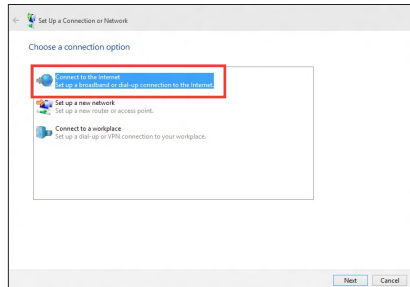 Set Up a Connection or Network
Choose a connection option
Connect to the Internet
Set up a broadband or dial-up connection to the Internet.
Set up a new network
Set up a new router or access point.
Connect to a workplace
Set up a dial-up or VPN connection to your workplace.
Next Cancel